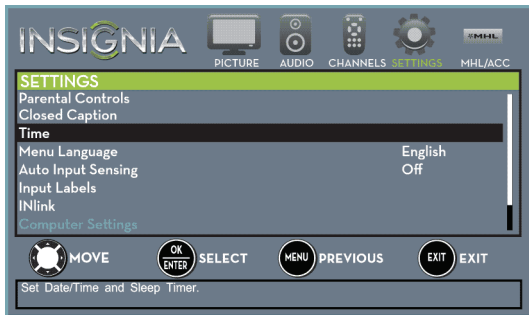 INSIGNIA
PICTURE AUDIO CHANNELS SETTINGS MHL/ACC
MHL
SETTINGS
Parental Controls
Closed Caption
Time
Menu Language English
Auto Input Sensing Off
Input Labels
INlink
Computer Settings
MOVE OK ENTER SELECT MENU PREVIOUS EXIT EXIT
Set Date/Time and Sleep Timer.